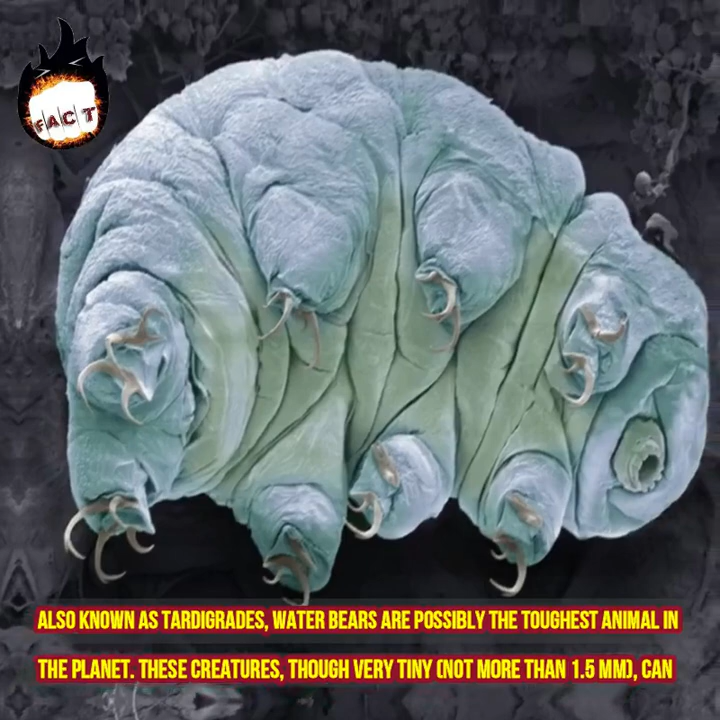 FACT
ALSO KNOWN AS TARDIGRADES, WATER BEARS ARE POSSIBLY THE TOUGHEST ANIMAL IN
THE PLANET. THESE CREATURES, THOUGH VERY TINY (NOT MORE THAN 1.5 MM), CAN